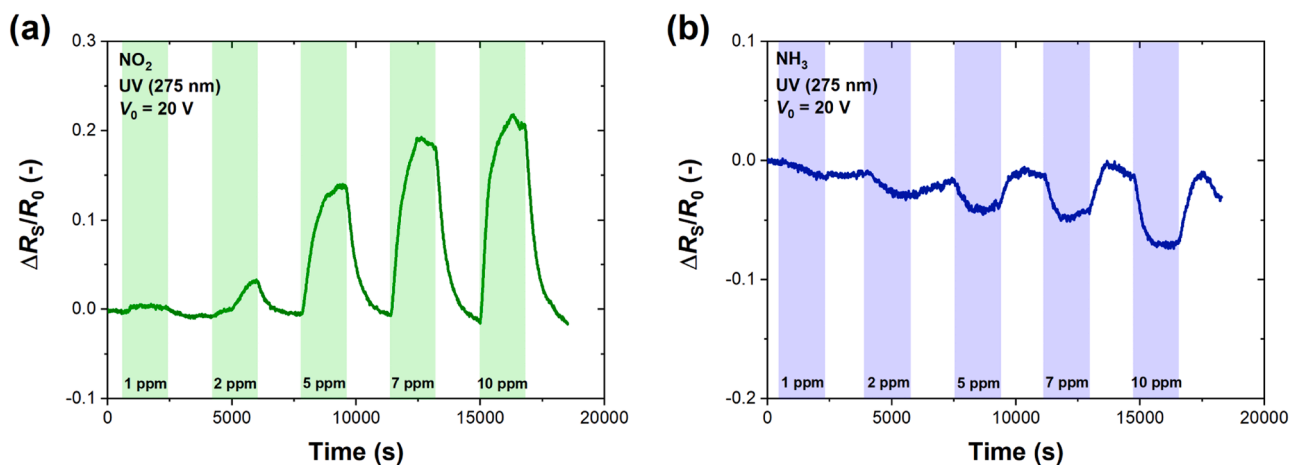 (a)
NO₂
UV (275 nm)
V₀ = 20 V
ΔR_S/R₀ (-)
0.3
0.2
0.1
0.0
-0.1
1 ppm
2 ppm
5 ppm
7 ppm
10 ppm
0
5000
10000
15000
20000
Time (s)
(b)
NH₃
UV (275 nm)
V₀ = 20 V
ΔR_S/R₀ (-)
0.1
0.0
-0.1
-0.2
1 ppm
2 ppm
5 ppm
7 ppm
10 ppm
0
5000
10000
15000
20000
Time (s)